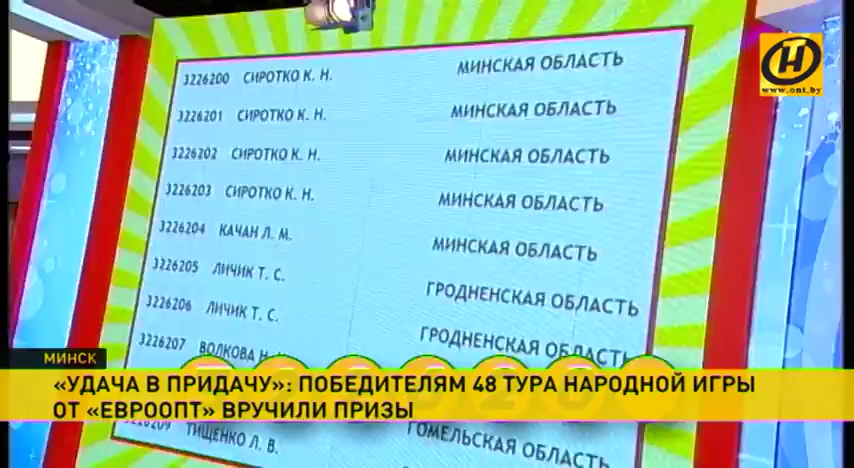 3226200 СИРОТКО К. Н. МИНСКАЯ ОБЛАСТЬ
3226201 СИРОТКО К. Н. МИНСКАЯ ОБЛАСТЬ
3226202 СИРОТКО К. Н. МИНСКАЯ ОБЛАСТЬ
3226203 СИРОТКО К. Н. МИНСКАЯ ОБЛАСТЬ
3226204 КАЧАН Л. М. МИНСКАЯ ОБЛАСТЬ
3226205 ЛИЧИК Т. С. ГРОДНЕНСКАЯ ОБЛАСТЬ
3226206 ЛИЧИК Т. С. ГРОДНЕНСКАЯ ОБЛАСТЬ
3226207 ВОЛКОВА
3226209 ТИЩЕНКО Л. В. ГОМЕЛЬСКАЯ ОБЛАСТЬ
ОНТ
www.ont.by
МИНСК
«УДАЧА В ПРИДАЧУ»: ПОБЕДИТЕЛЯМ 48 ТУРА НАРОДНОЙ ИГРЫ
ОТ «ЕВРООПТ» ВРУЧИЛИ ПРИЗЫ